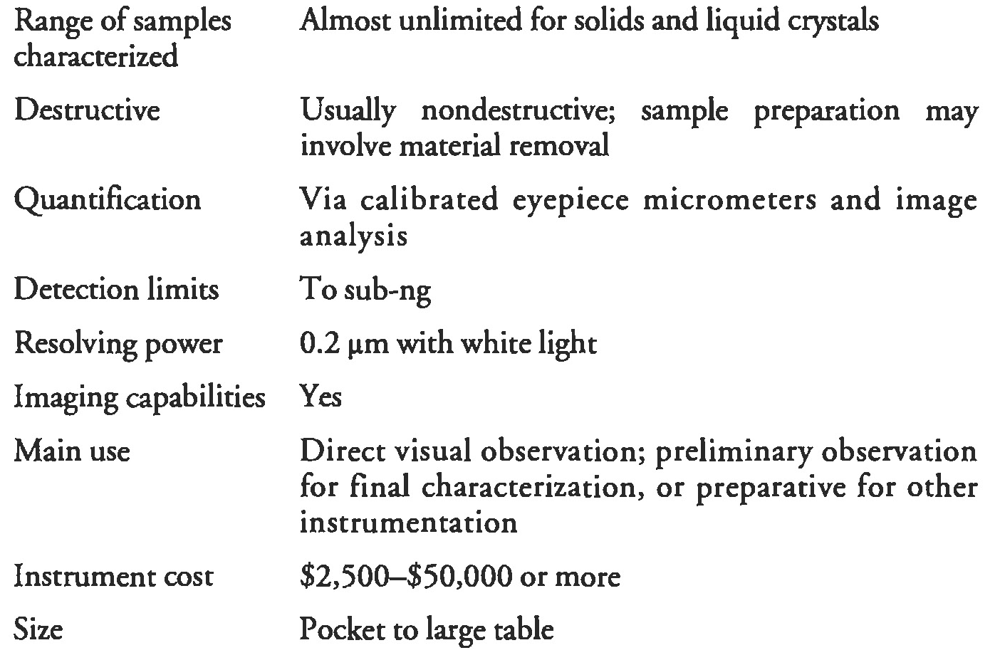 Range of samples Almost unlimited for solids and liquid crystals
characterized
Destructive Usually nondestructive; sample preparation may
involve material removal
Quantification Via calibrated eyepiece micrometers and image
analysis
Detection limits To sub-ng
Resolving power 0.2 µm with white light
Imaging capabilities Yes
Main use Direct visual observation; preliminary observation
for final characterization, or preparative for other
instrumentation
Instrument cost $2,500–$50,000 or more
Size Pocket to large table